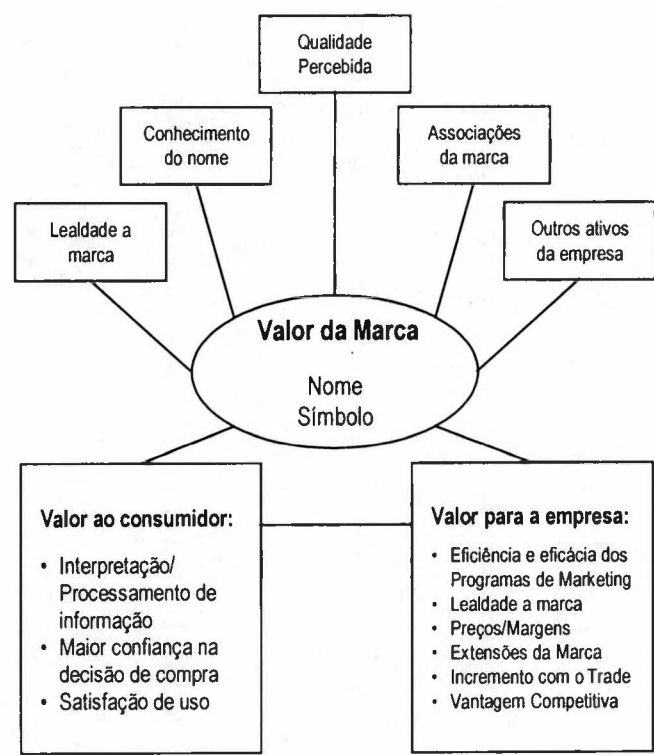 Qualidade
Percebida
Conhecimento
do nome
Associações
da marca
Lealdade a
marca
Outros ativos
da empresa
Valor da Marca
Nome
Símbolo
Valor ao consumidor:
• Interpretação/
Processamento de
informação
• Maior confiança na
decisão de compra
• Satisfação de uso
Valor para a empresa:
• Eficiência e eficácia dos
Programas de Marketing
• Lealdade a marca
• Preços/Margens
• Extensões da Marca
• Incremento com o Trade
• Vantagem Competitiva